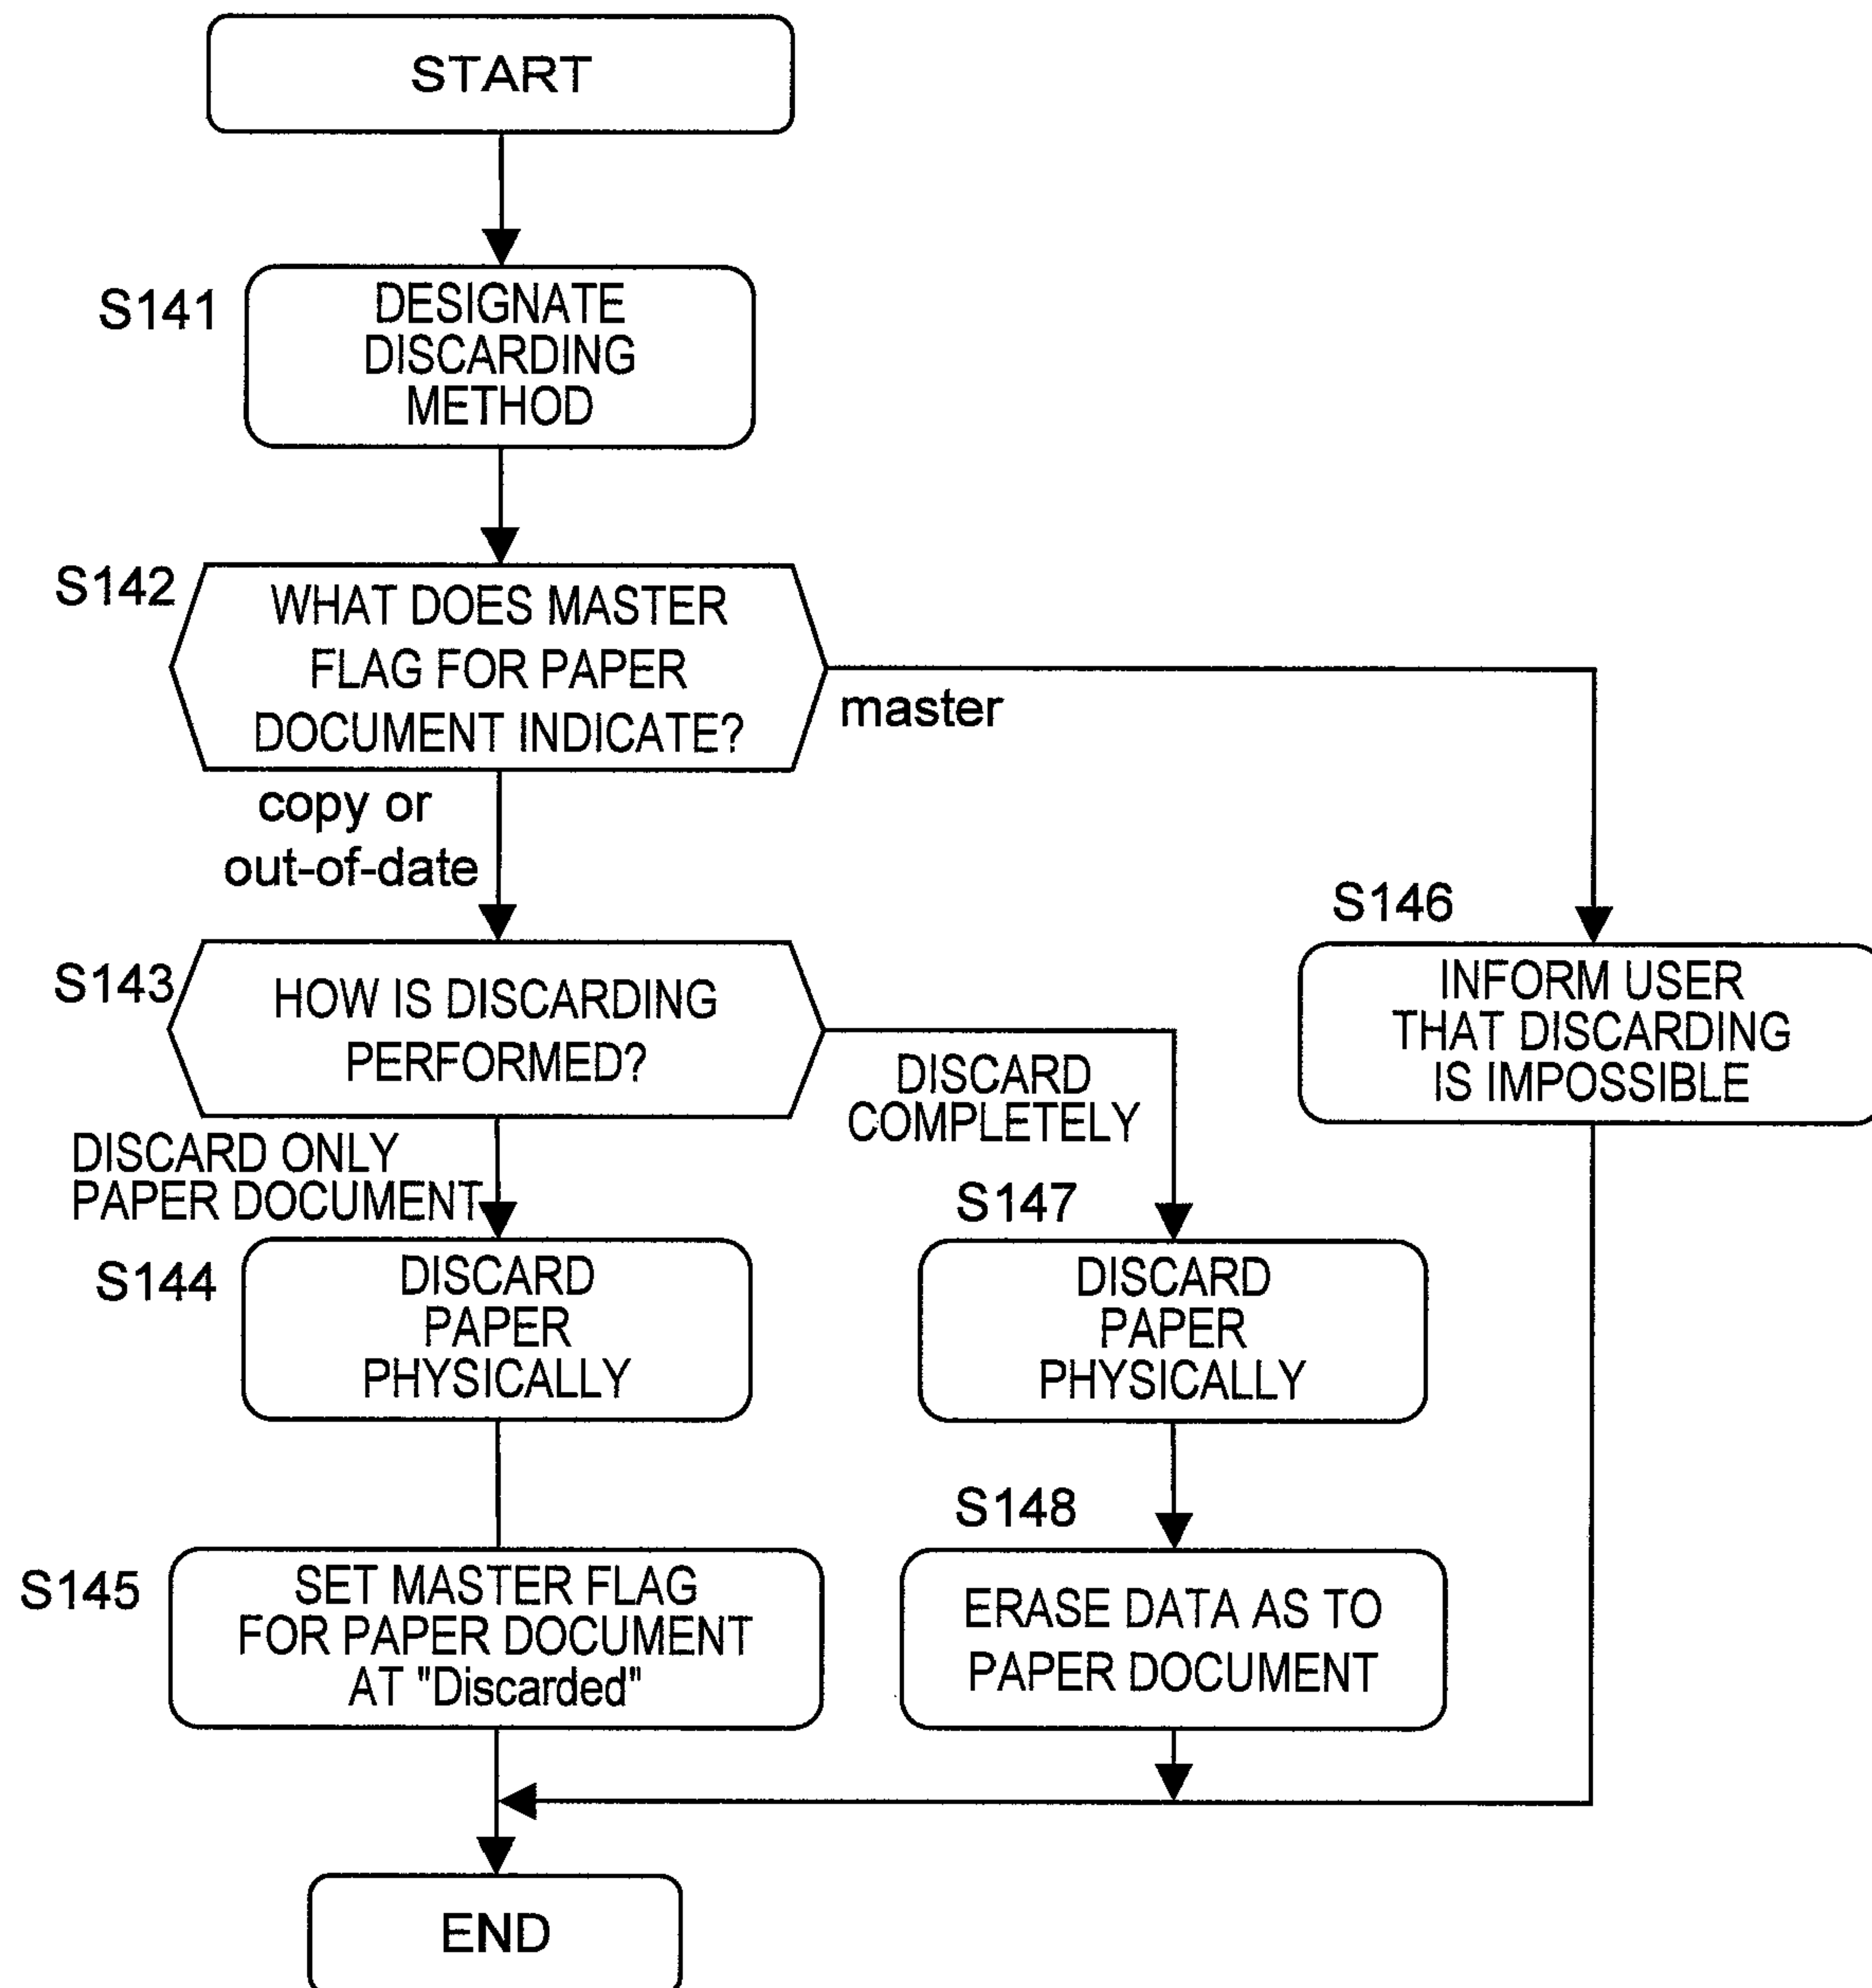 START
S141
DESIGNATE
DISCARDING
METHOD
S142
WHAT DOES MASTER
FLAG FOR PAPER
DOCUMENT INDICATE?
master
copy or
out-of-date
S143
HOW IS DISCARDING
PERFORMED?
DISCARD
COMPLETELY
S146
INFORM USER
THAT DISCARDING
IS IMPOSSIBLE
DISCARD ONLY
PAPER DOCUMENT
S144
DISCARD
PAPER
PHYSICALLY
S147
DISCARD
PAPER
PHYSICALLY
S145
SET MASTER FLAG
FOR PAPER DOCUMENT
AT "Discarded"
S148
ERASE DATA AS TO
PAPER DOCUMENT
END